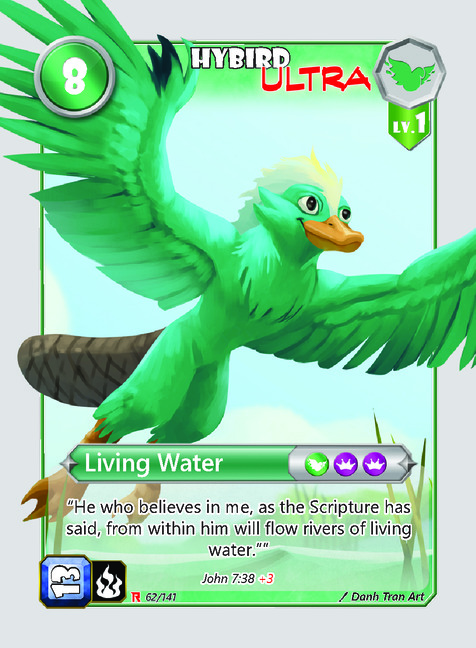 8
HYBIRD
ULTRA
LV.1
Living Water
“He who believes in me, as the Scripture has
said, from within him will flow rivers of living
water.”“
John 7:38 +3
13
R 62/141
Danh Tran Art